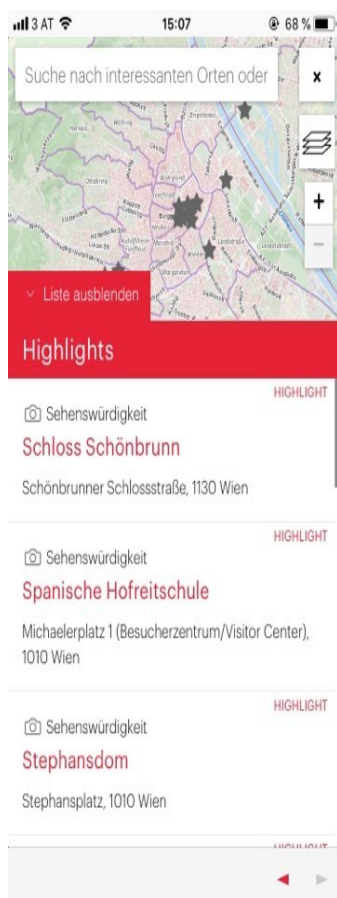 3 AT 15:07 68 %
Suche nach interessanten Orten oder
x
+
−
Liste ausblenden
Highlights
HIGHLIGHT
Sehenswürdigkeit
Schloss Schönbrunn
Schönbrunner Schlossstraße, 1130 Wien
HIGHLIGHT
Sehenswürdigkeit
Spanische Hofreitschule
Michaelerplatz 1 (Besucherzentrum/Visitor Center),
1010 Wien
HIGHLIGHT
Sehenswürdigkeit
Stephansdom
Stephansplatz, 1010 Wien
HIGHLIGHT